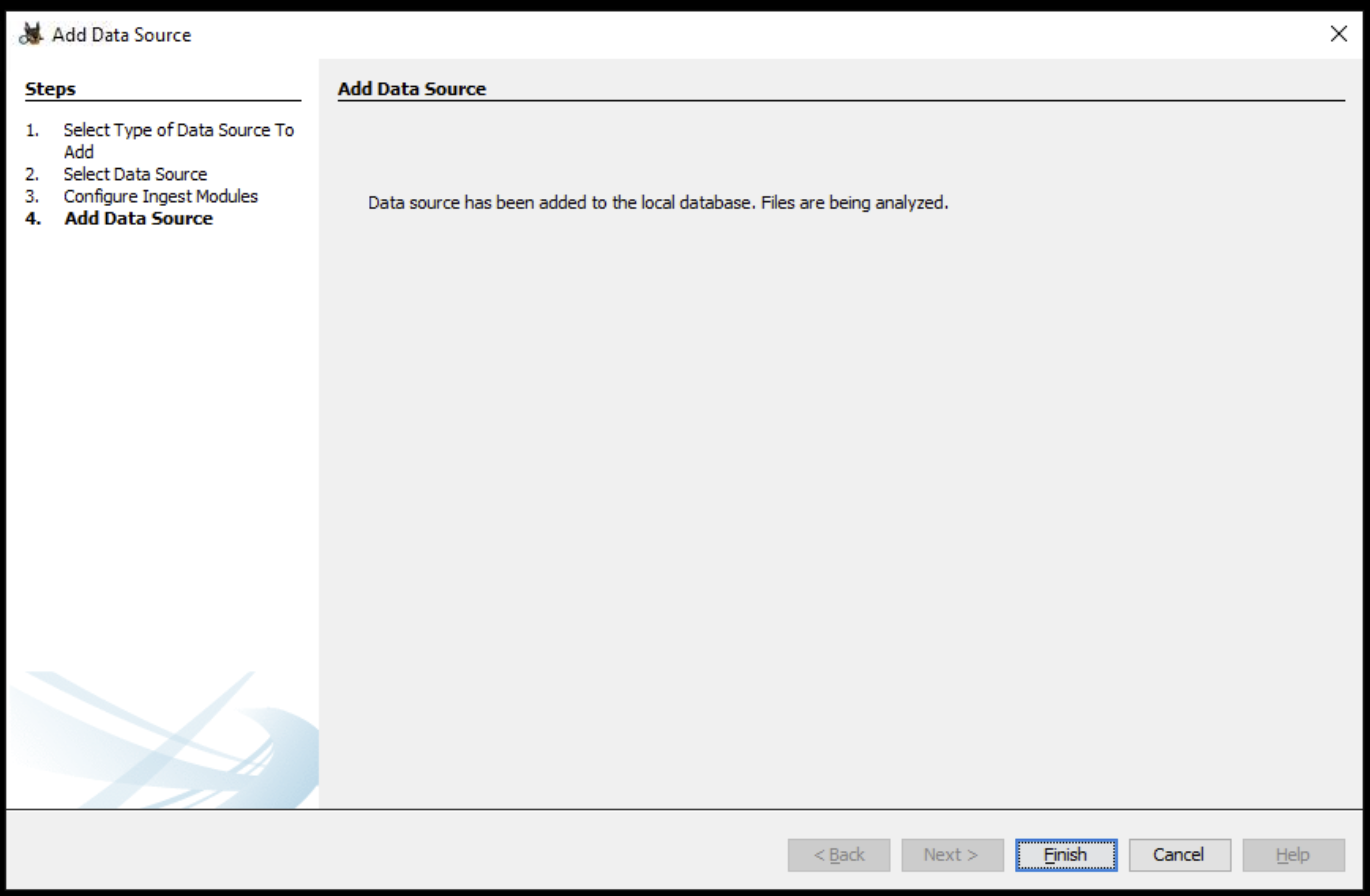 Add Data Source
Steps
1. Select Type of Data Source To
Add
2. Select Data Source
3. Configure Ingest Modules
4. Add Data Source
Add Data Source
Data source has been added to the local database. Files are being analyzed.
< Back
Next >
Finish
Cancel
Help